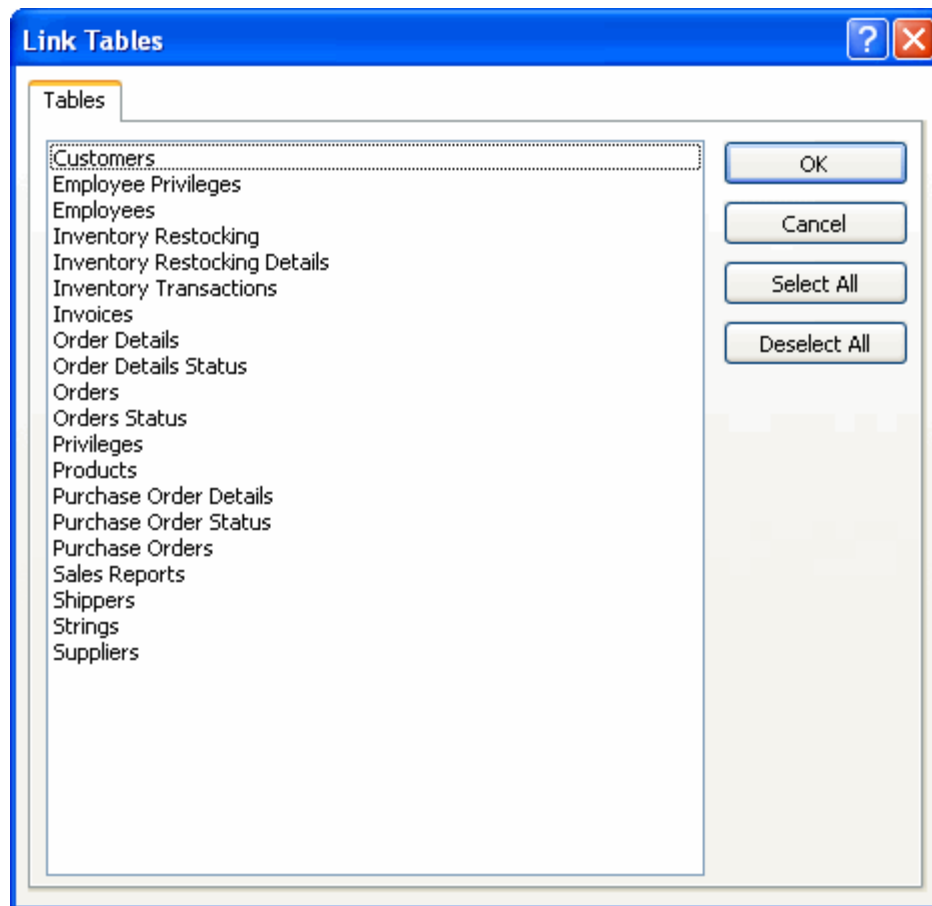 Link Tables
Tables
Customers
Employee Privileges
Employees
Inventory Restocking
Inventory Restocking Details
Inventory Transactions
Invoices
Order Details
Order Details Status
Orders
Orders Status
Privileges
Products
Purchase Order Details
Purchase Order Status
Purchase Orders
Sales Reports
Shippers
Strings
Suppliers
OK
Cancel
Select All
Deselect All